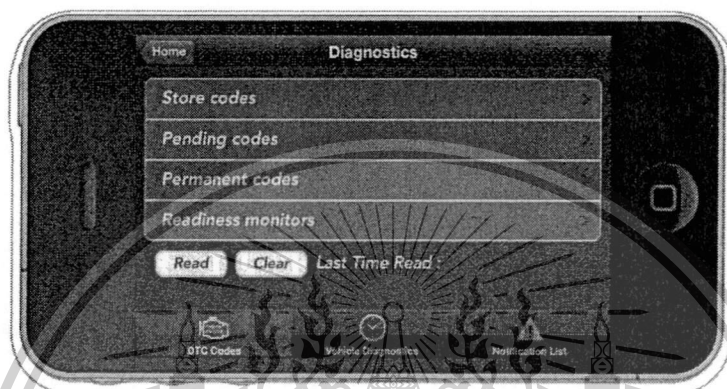 Home Diagnostics
Store codes
Pending codes
Permanent codes
Readiness monitors
Read Clear Last Time Read :
DTC Codes Vehicle Diagnostics Notification List